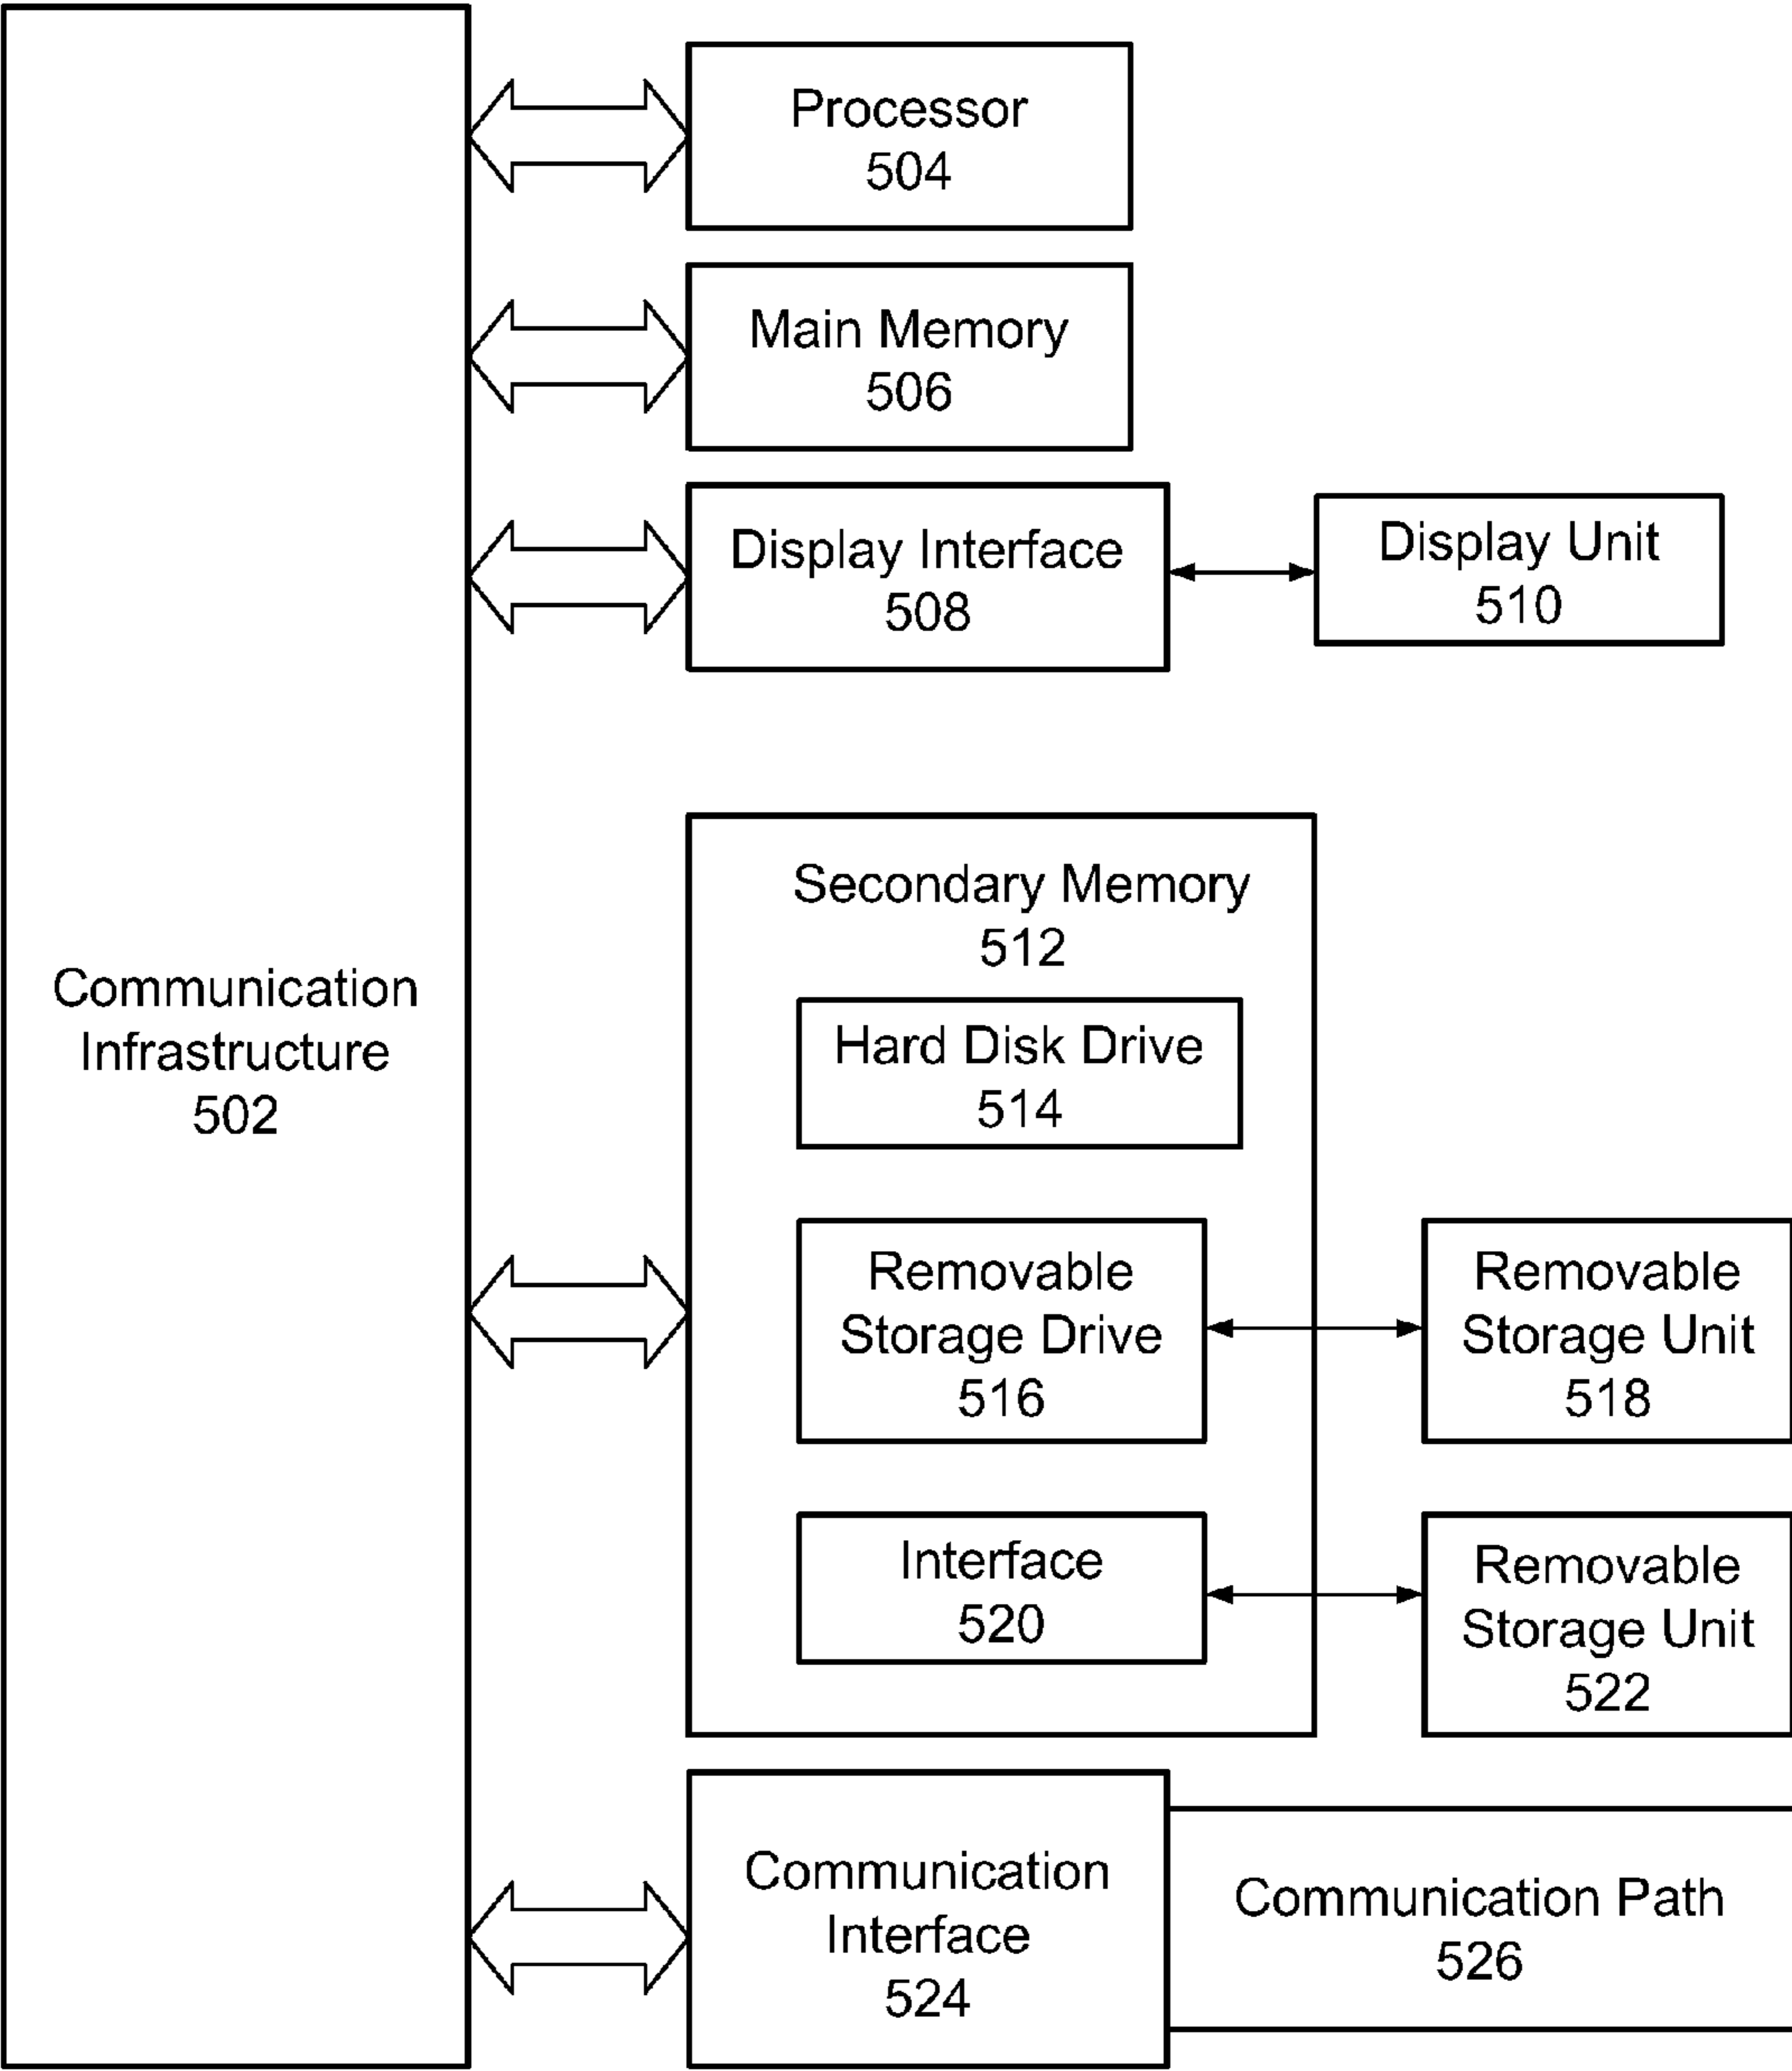 Processor
504
Main Memory
506
Display Interface
508
Display Unit
510
Secondary Memory
512
Communication
Infrastructure
502
Hard Disk Drive
514
Removable
Storage Drive
516
Removable
Storage Unit
518
Interface
520
Removable
Storage Unit
522
Communication
Interface
524
Communication Path
526